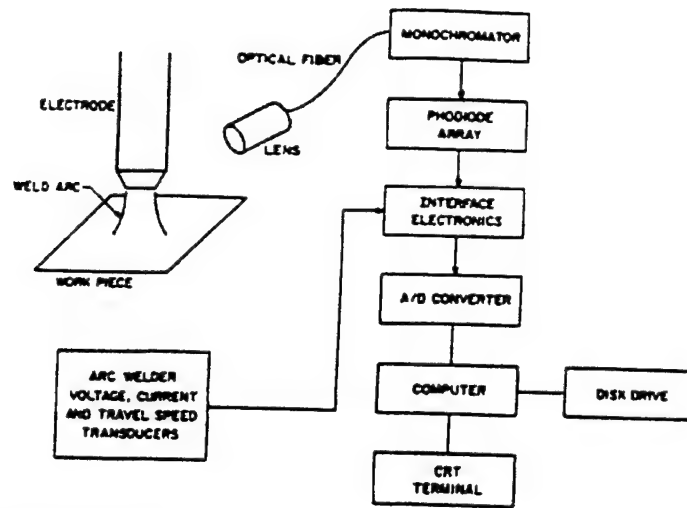 MONOCHROMATOR
OPTICAL FIBER
ELECTRODE
PHODIODE
ARRAY
LENS
WELD ARC
INTERFACE
ELECTRONICS
WORK PIECE
A/D CONVERTER
ARC WELDER
VOLTAGE, CURRENT
AND TRAVEL SPEED
TRANSDUCERS
COMPUTER
DISK DRIVE
CRT
TERMINAL